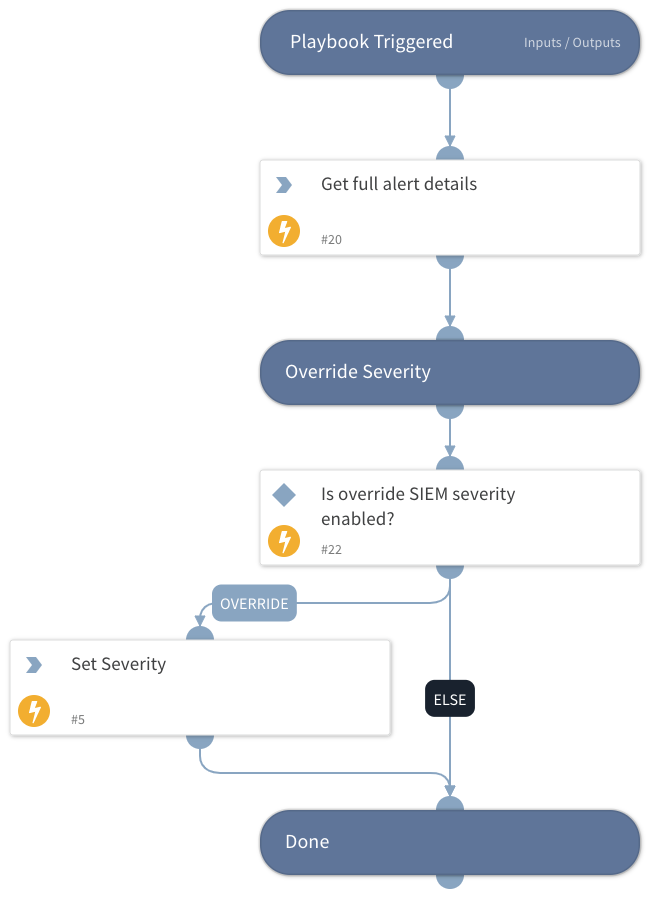 Playbook Triggered
Inputs / Outputs
Get full alert details
#20
Override Severity
Is override SIEM severity
enabled?
#22
OVERRIDE
Set Severity
#5
ELSE
Done